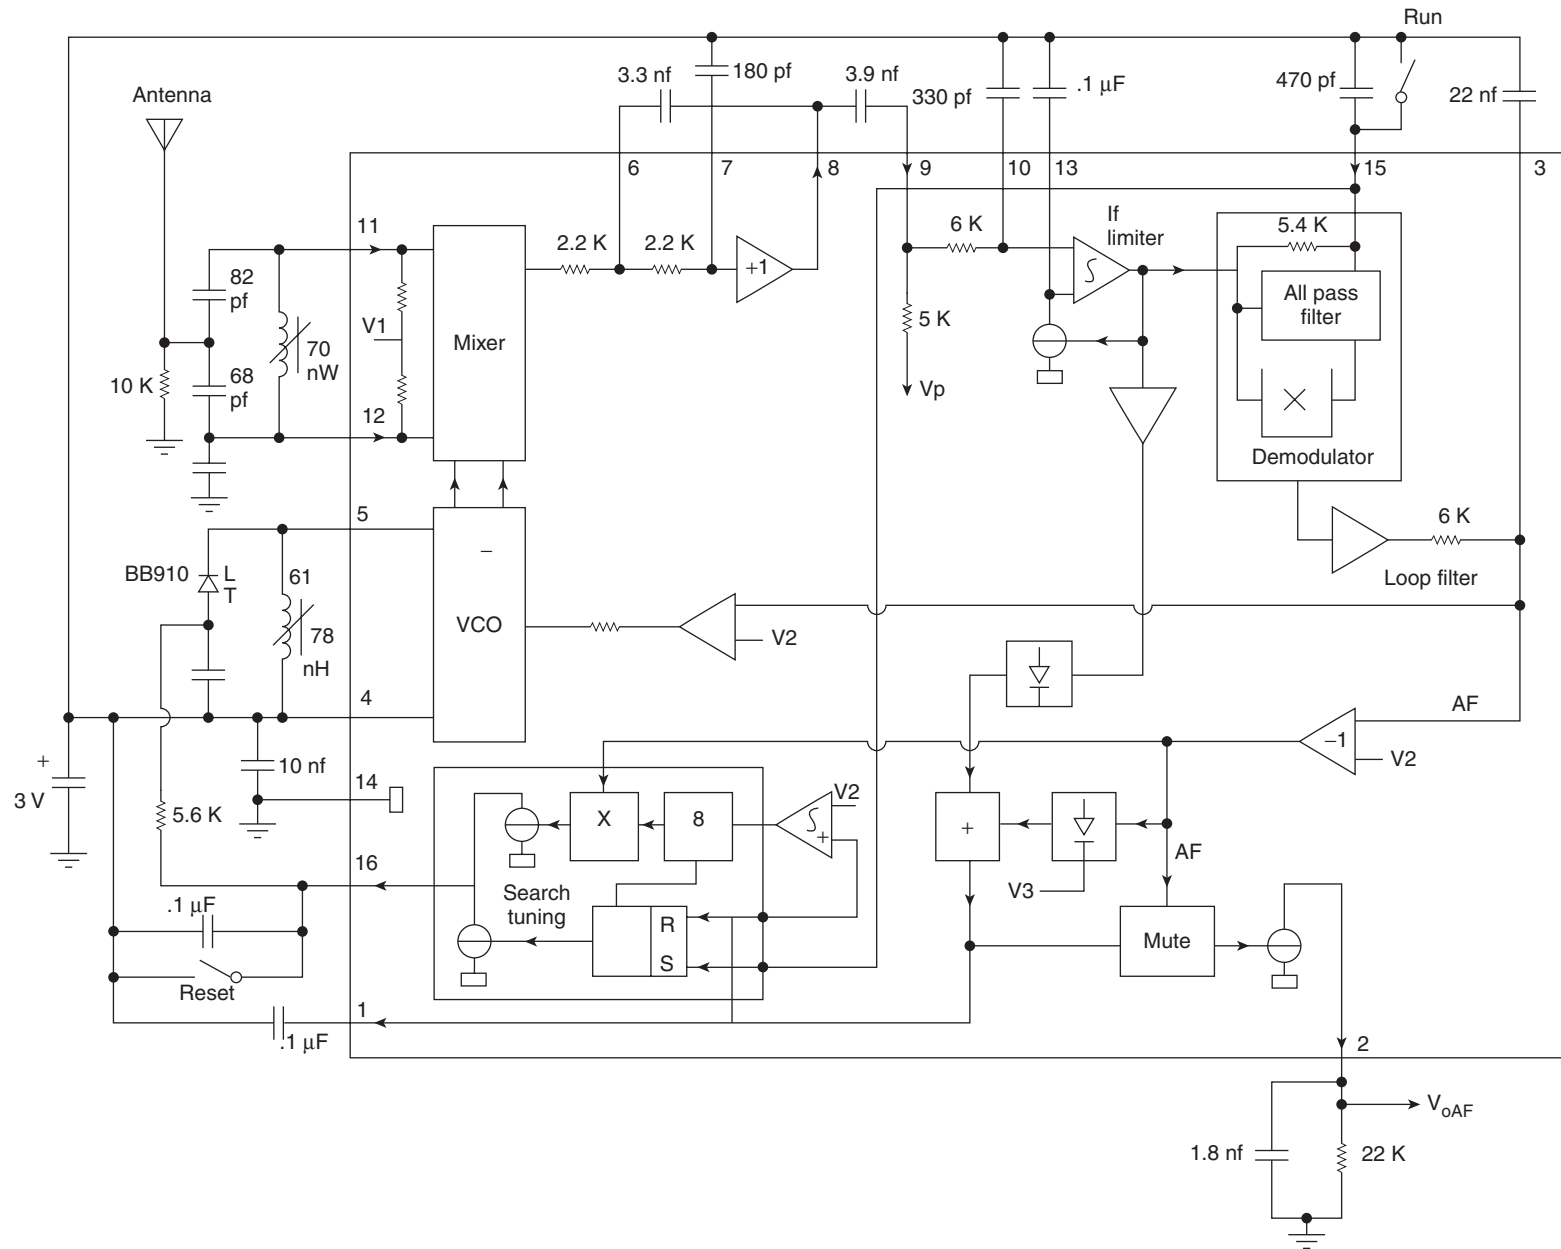 Run
3.3 nf
180 pf
3.9 nf
330 pf
.1 μF
470 pf
22 nf
Antenna
6
7
8
9
10
13
15
3
11
6 K
If
limiter
5.4 K
2.2 K
2.2 K
+1
82
pf
All pass
filter
V1
Mixer
5 K
70
nW
10 K
68
pf
Vp
12
×
Demodulator
5
6 K
–
BB910
L
T
61
Loop filter
VCO
78
nH
V2
4
AF
–1
V2
+
3 V
10 nf
14
5.6 K
V2
X
8
+
+
AF
16
V3
Search
tuning
.1 μF
R
S
Mute
Reset
1
.1 μF
2
VoAF
1.8 nf
22 K